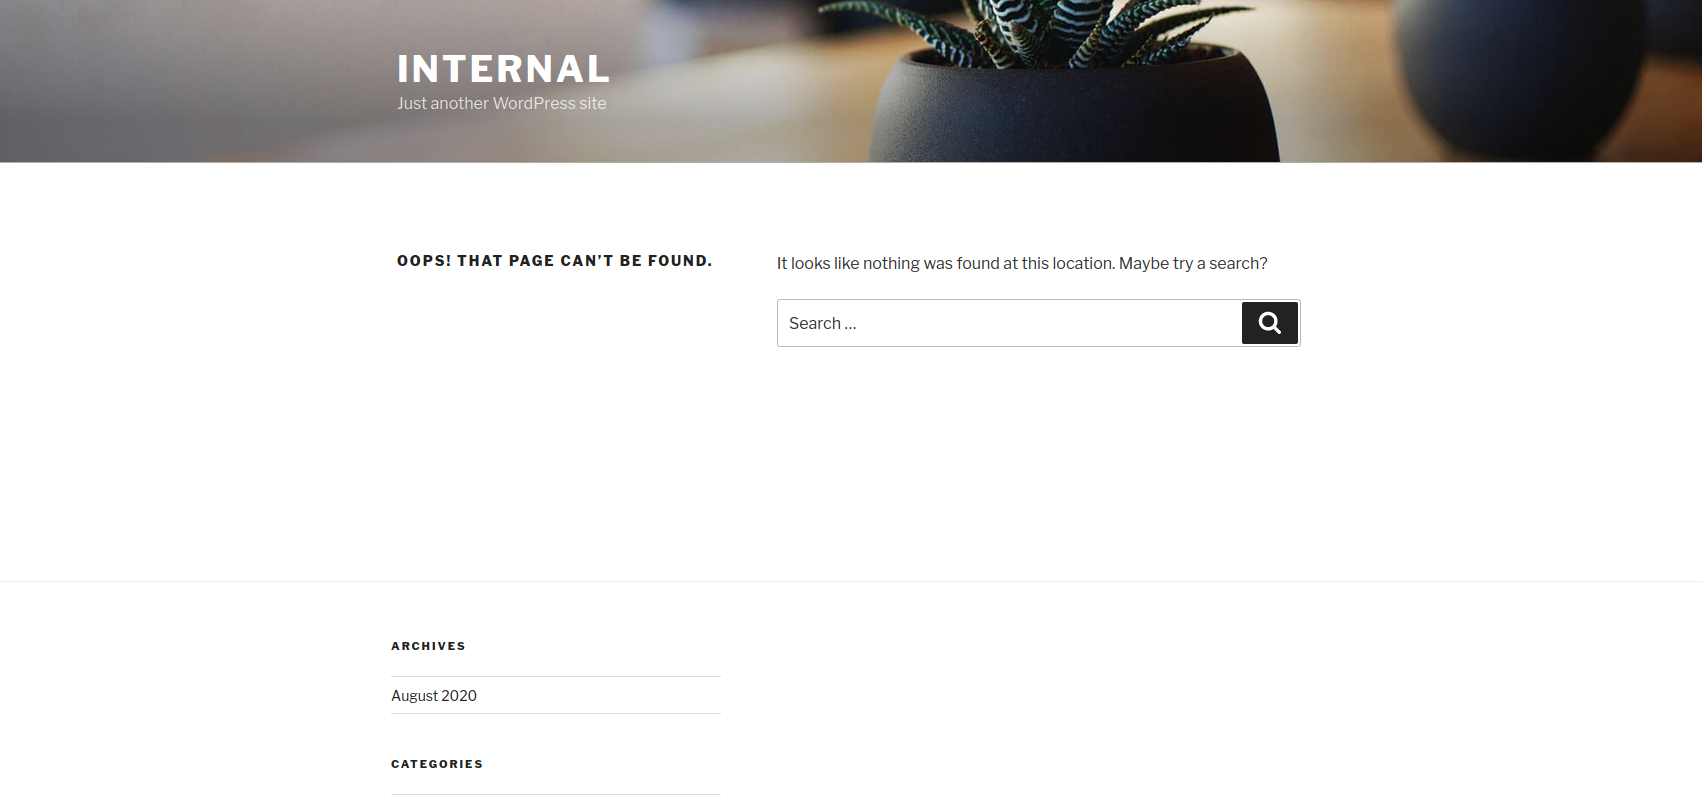 INTERNAL
Just another WordPress site
OOPS! THAT PAGE CAN’T BE FOUND.
It looks like nothing was found at this location. Maybe try a search?
Search …
ARCHIVES
August 2020
CATEGORIES